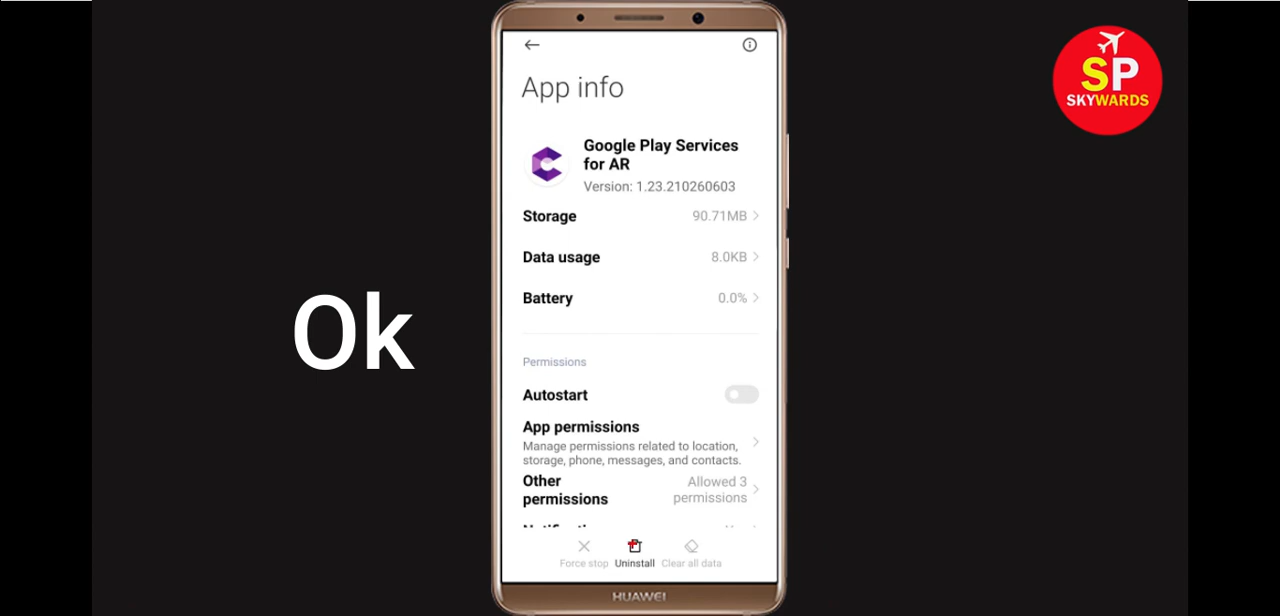 SP
SKYWARDS
App info
Google Play Services
for AR
Version: 1.23.210260603
Storage 90.71MB
Data usage 8.0KB
Battery 0.0%
Ok
Permissions
Autostart
App permissions
Manage permissions related to location,
storage, phone, messages, and contacts.
Other Allowed 3
permissions permissions
Force stop Uninstall Clear all data
HUAWEI